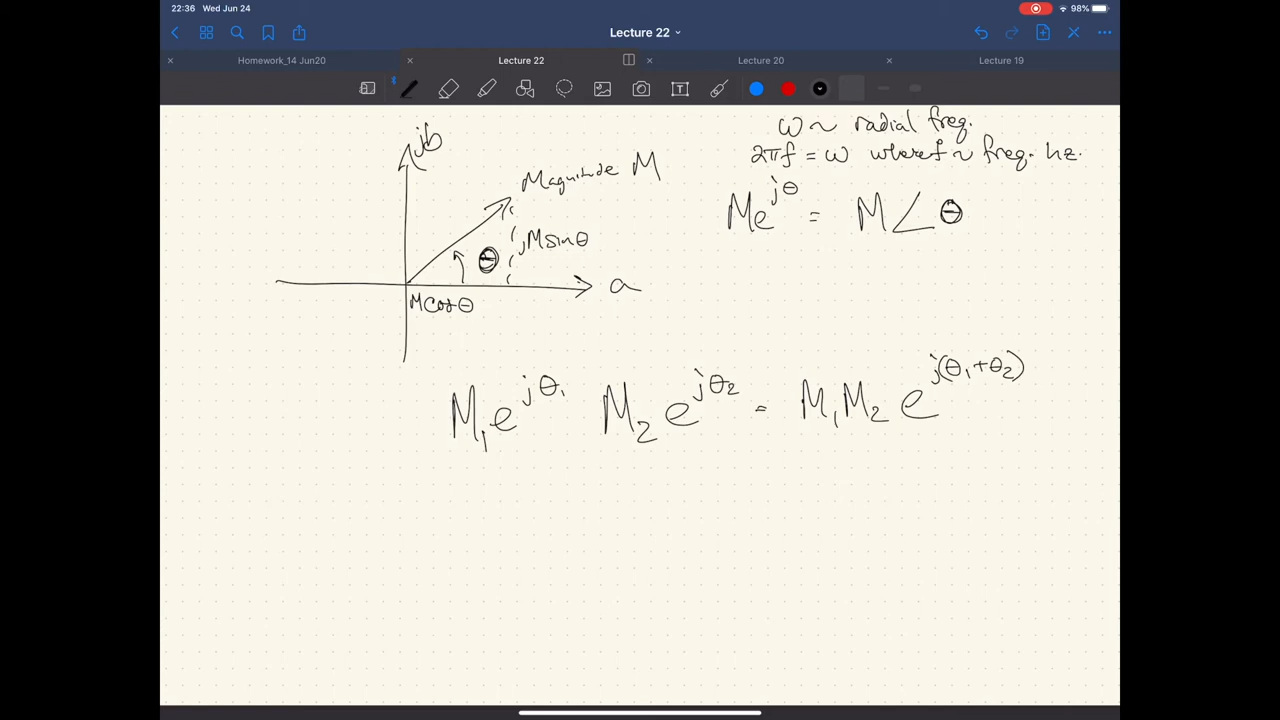 22:36 Wed Jun 24
98%
Lecture 22
Homework_14 Jun20
Lecture 22
Lecture 20
Lecture 19
jb
Magnitude M
jMsinθ
θ
a
Mcosθ
ω ~ radial freq.
2πf = ω where f ~ freq. hz.
Me^jθ = M∠θ
M₁e^jθ₁ M₂e^jθ₂ = M₁M₂e^j(θ₁+θ₂)